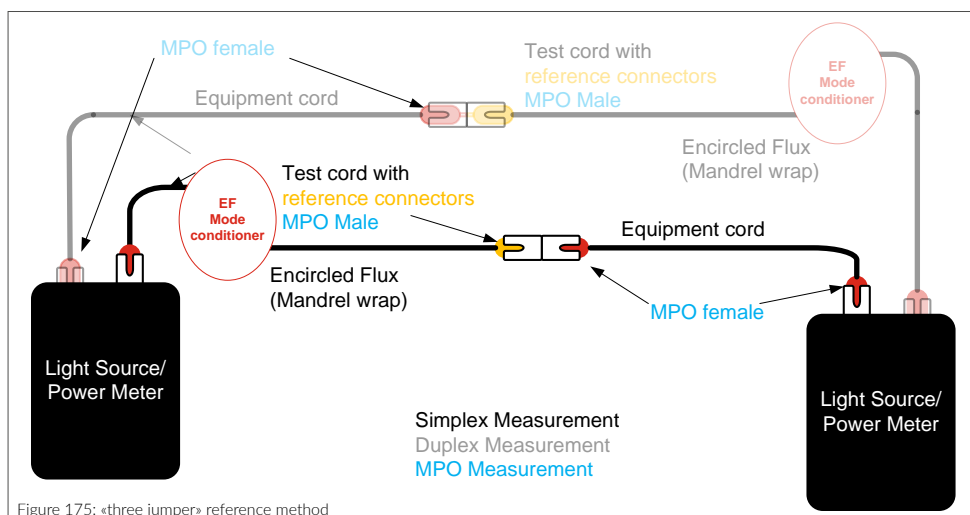 MPO female
Test cord with
reference connectors
MPO Male
EF
Mode
conditioner
Equipment cord
Encircled Flux
(Mandrel wrap)
Test cord with
reference connectors
MPO Male
EF
Mode
conditioner
Equipment cord
Encircled Flux
(Mandrel wrap)
MPO female
Light Source/
Power Meter
Light Source/
Power Meter
Simplex Measurement
Duplex Measurement
MPO Measurement
Figure 175: «three jumper» reference method